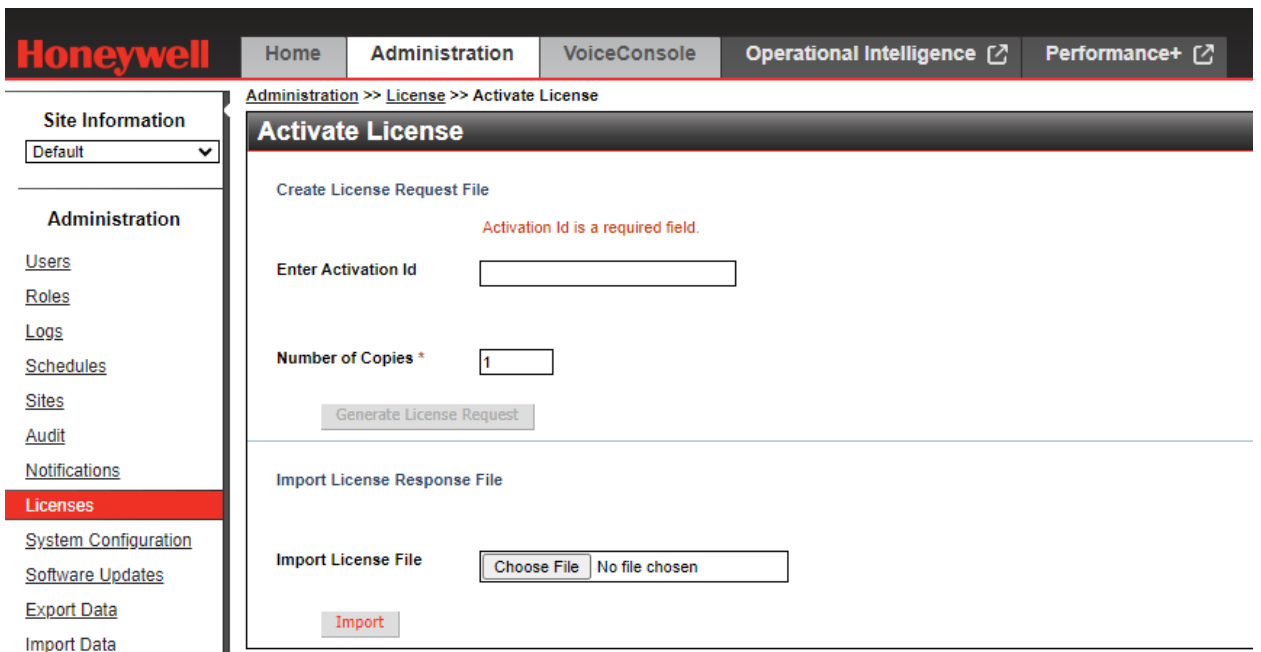 Honeywell
Home Administration VoiceConsole Operational Intelligence Performance+
Administration >> License >> Activate License
Site Information
Default
Administration
Users
Roles
Logs
Schedules
Sites
Audit
Notifications
Licenses
System Configuration
Software Updates
Export Data
Import Data
Activate License
Create License Request File
Activation Id is a required field.
Enter Activation Id
Number of Copies * 1
Generate License Request
Import License Response File
Import License File Choose File No file chosen
Import